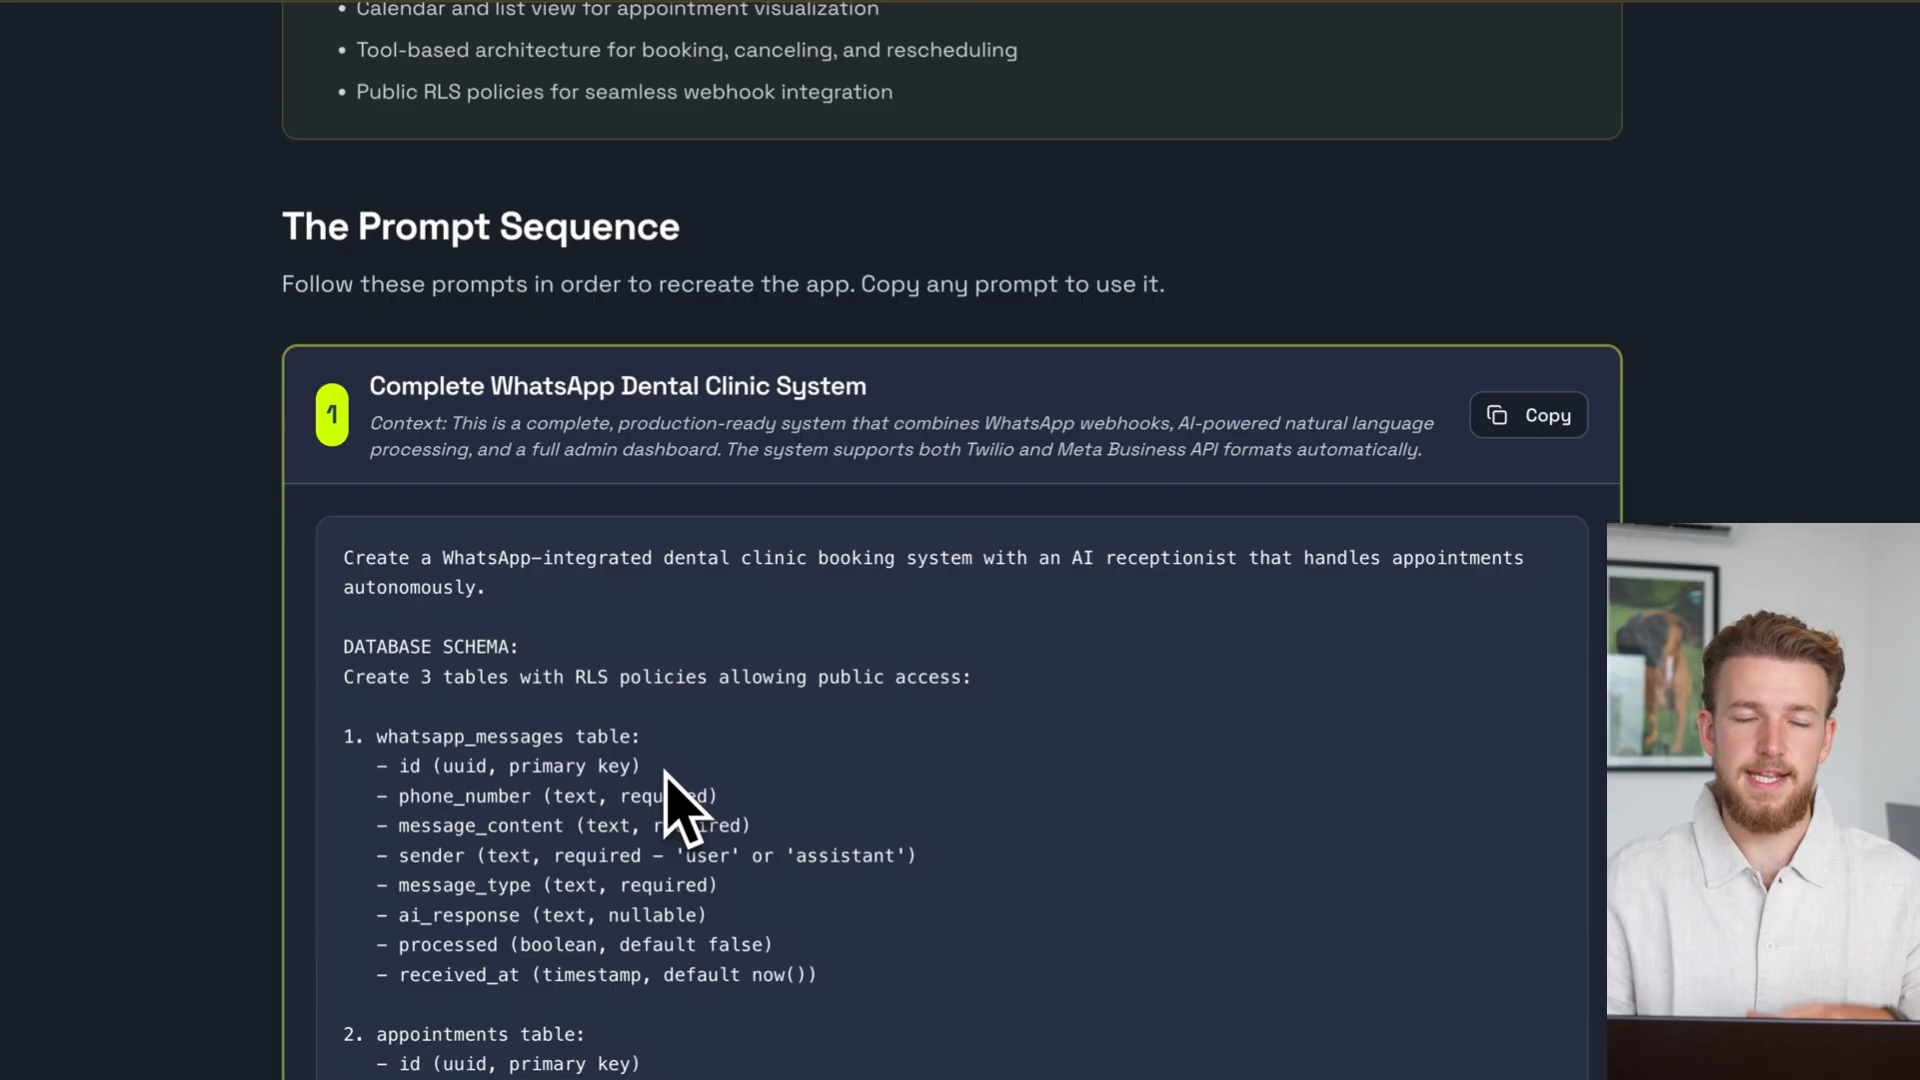 • Calendar and list view for appointment visualization
• Tool-based architecture for booking, canceling, and rescheduling
• Public RLS policies for seamless webhook integration
The Prompt Sequence
Follow these prompts in order to recreate the app. Copy any prompt to use it.
1
Complete WhatsApp Dental Clinic System
Context: This is a complete, production-ready system that combines WhatsApp webhooks, AI-powered natural language
processing, and a full admin dashboard. The system supports both Twilio and Meta Business API formats automatically.
Copy
Create a WhatsApp-integrated dental clinic booking system with an AI receptionist that handles appointments
autonomously.
DATABASE SCHEMA:
Create 3 tables with RLS policies allowing public access:
1. whatsapp_messages table:
- id (uuid, primary key)
- phone_number (text, required)
- message_content (text, required)
- sender (text, required - 'user' or 'assistant')
- message_type (text, required)
- ai_response (text, nullable)
- processed (boolean, default false)
- received_at (timestamp, default now())
2. appointments table:
- id (uuid, primary key)